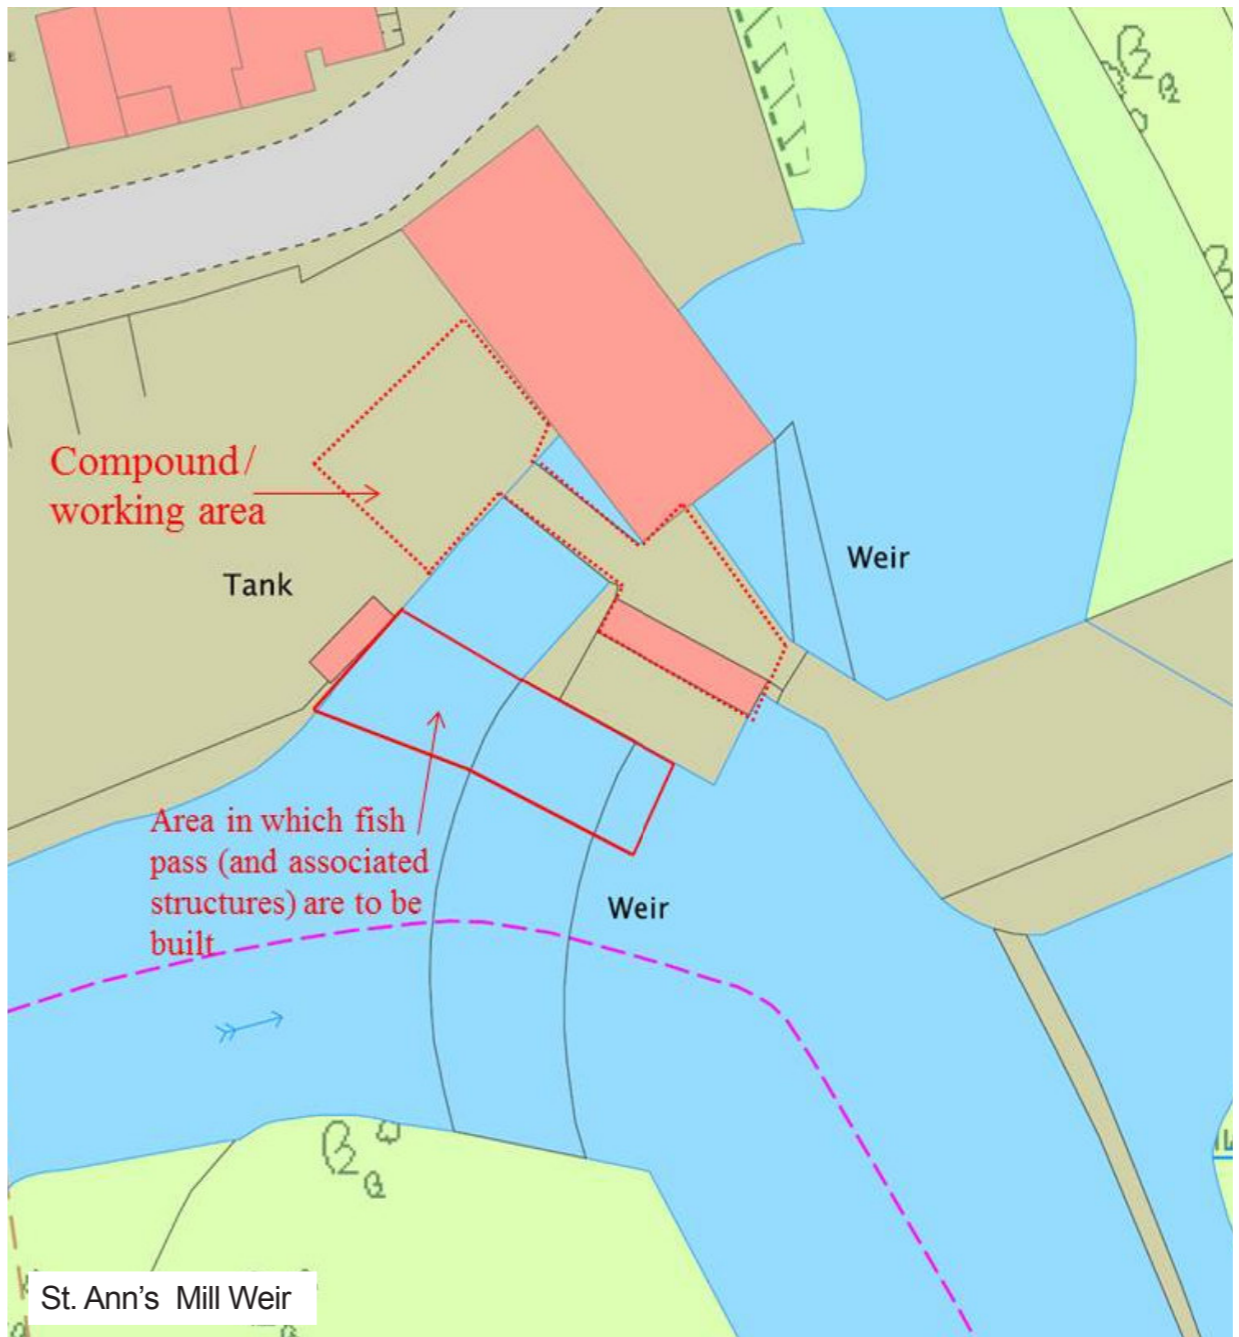 Compound/
working area
Tank
Weir
Area in which fish
pass (and associated
structures) are to be
built
Weir
St. Ann's Mill Weir